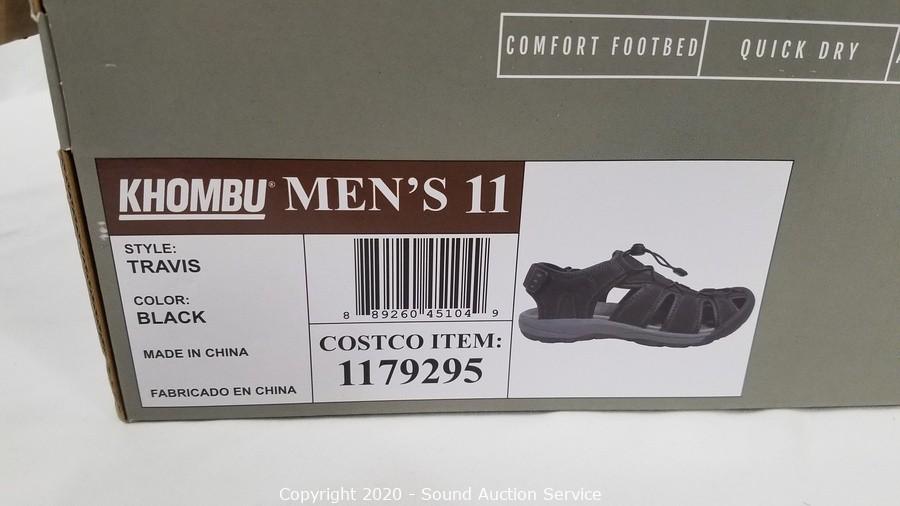 COMFORT FOOTBED
QUICK DRY
KHOMBU® MEN'S 11
STYLE:
TRAVIS
COLOR:
BLACK
MADE IN CHINA
FABRICADO EN CHINA
8 89260 45104 9
COSTCO ITEM:
1179295
Copyright 2020 - Sound Auction Service